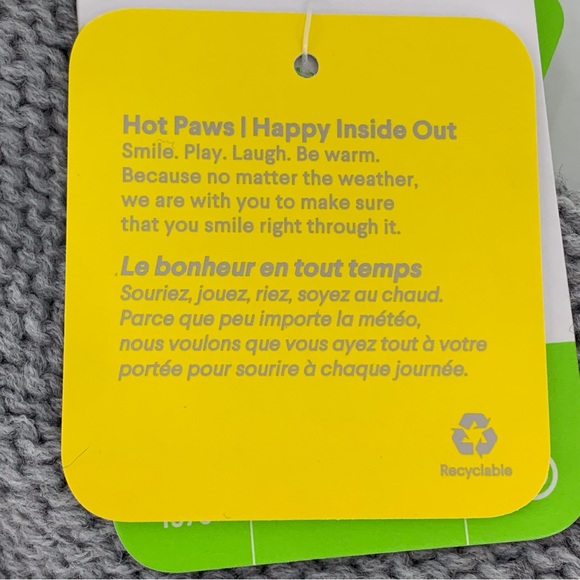 Hot Paws | Happy Inside Out
Smile. Play. Laugh. Be warm.
Because no matter the weather,
we are with you to make sure
that you smile right through it.
Le bonheur en tout temps
Souriez, jouez, riez, soyez au chaud.
Parce que peu importe la météo,
nous voulons que vous ayez tout à votre
portée pour sourire à chaque journée.
Recyclable